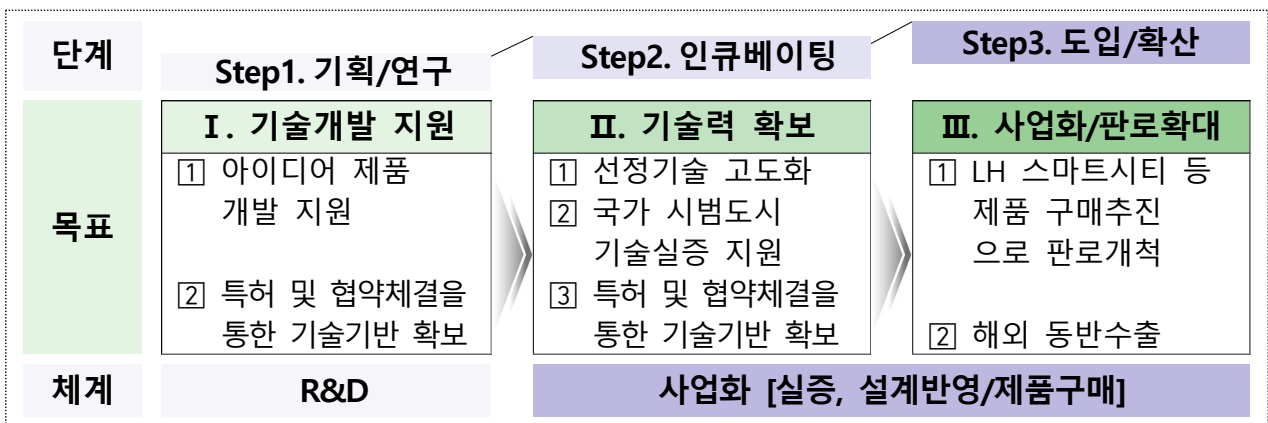 단계
Step1. 기획/연구
Step2. 인큐베이팅
Step3. 도입/확산
목표
Ⅰ. 기술개발 지원
1 아이디어 제품
개발 지원
2 특허 및 협약체결을
통한 기술기반 확보
Ⅱ. 기술력 확보
1 선정기술 고도화
2 국가 시범도시
기술실증 지원
3 특허 및 협약체결을
통한 기술기반 확보
Ⅲ. 사업화/판로확대
1 LH 스마트시티 등
제품 구매추진
으로 판로개척
2 해외 동반수출
체계
R&D
사업화 [실증, 설계반영/제품구매]